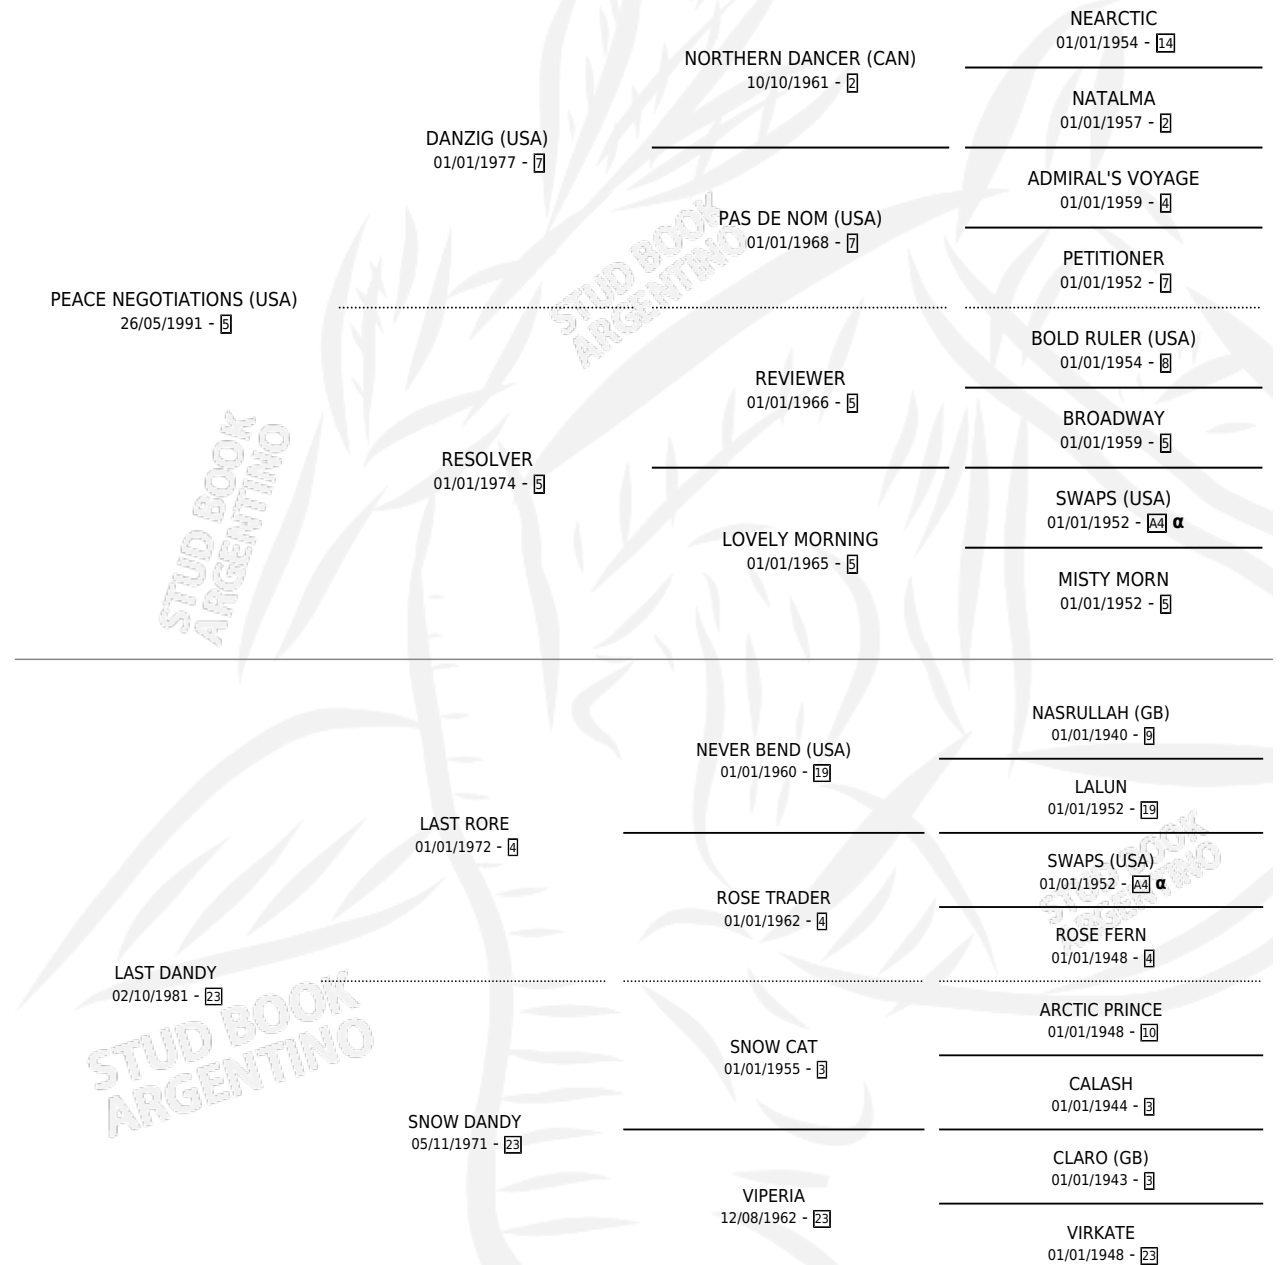 NEARCTIC
01/01/1954 - 14
NORTHERN DANCER (CAN)
10/10/1961 - 2
NATALMA
01/01/1957 - 2
DANZIG (USA)
01/01/1977 - 7
ADMIRAL'S VOYAGE
01/01/1959 - 4
PAS DE NOM (USA)
01/01/1968 - 7
PETITIONER
01/01/1952 - 7
PEACE NEGOTIATIONS (USA)
26/05/1991 - 5
BOLD RULER (USA)
01/01/1954 - 8
REVIEWER
01/01/1966 - 5
BROADWAY
01/01/1959 - 5
RESOLVER
01/01/1974 - 5
SWAPS (USA)
01/01/1952 - A4 α
LOVELY MORNING
01/01/1965 - 5
MISTY MORN
01/01/1952 - 5
NASRULLAH (GB)
01/01/1940 - 9
NEVER BEND (USA)
01/01/1960 - 19
LALUN
01/01/1952 - 19
LAST RORE
01/01/1972 - 4
SWAPS (USA)
01/01/1952 - A4 α
ROSE TRADER
01/01/1962 - 4
ROSE FERN
01/01/1948 - 4
LAST DANDY
02/10/1981 - 23
ARCTIC PRINCE
01/01/1948 - 10
SNOW CAT
01/01/1955 - 3
CALASH
01/01/1944 - 3
SNOW DANDY
05/11/1971 - 23
CLARO (GB)
01/01/1943 - 3
VIPERIA
12/08/1962 - 23
VIRKATE
01/01/1948 - 23
STUD BOOK
ARGENTINO
STUD BOOK
ARGENTINO
STUD BOOK
ARGENTINO
STUD BOOK
ARGENTINO